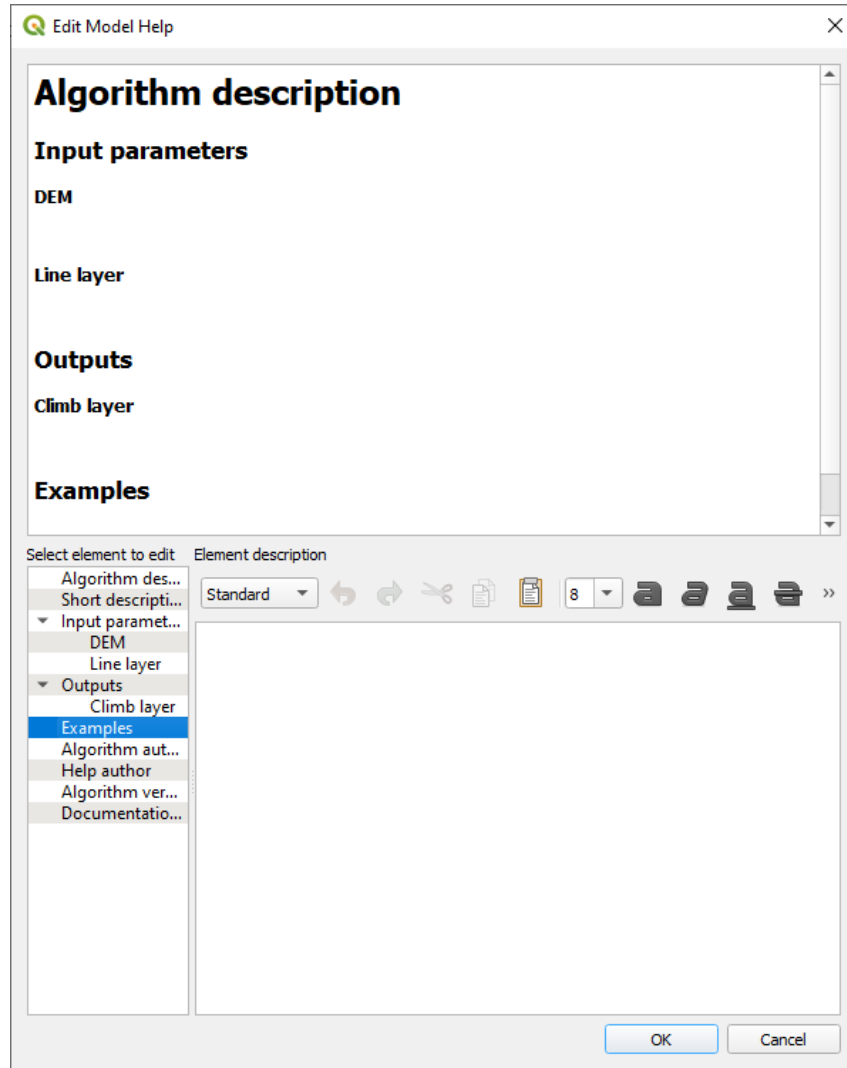 Edit Model Help
Algorithm description
Input parameters
DEM
Line layer
Outputs
Climb layer
Examples
Select element to edit Element description
Algorithm des...
Short descripti...
Input paramet...
DEM
Line layer
Outputs
Climb layer
Examples
Algorithm aut...
Help author
Algorithm ver...
Documentatio...
Standard 8 a a a a »
OK Cancel